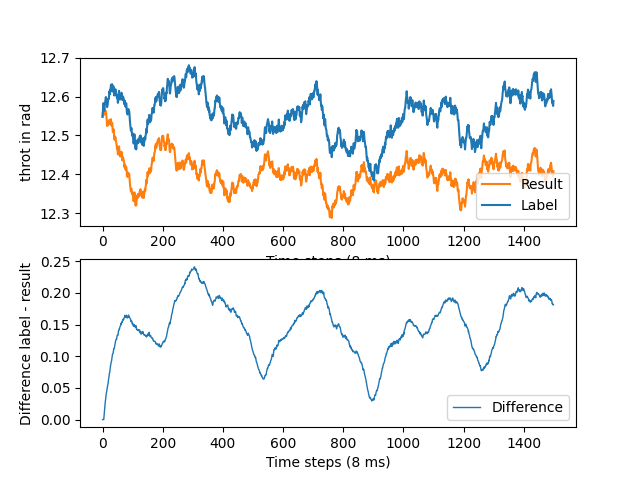 12.7
12.6
12.5
12.4
12.3
throt in rad
Result
Label
0 200 400 600 800 1000 1200 1400
Time steps (8 ms)
0.25
0.20
0.15
0.10
0.05
0.00
Difference label - result
Difference
0 200 400 600 800 1000 1200 1400
Time steps (8 ms)